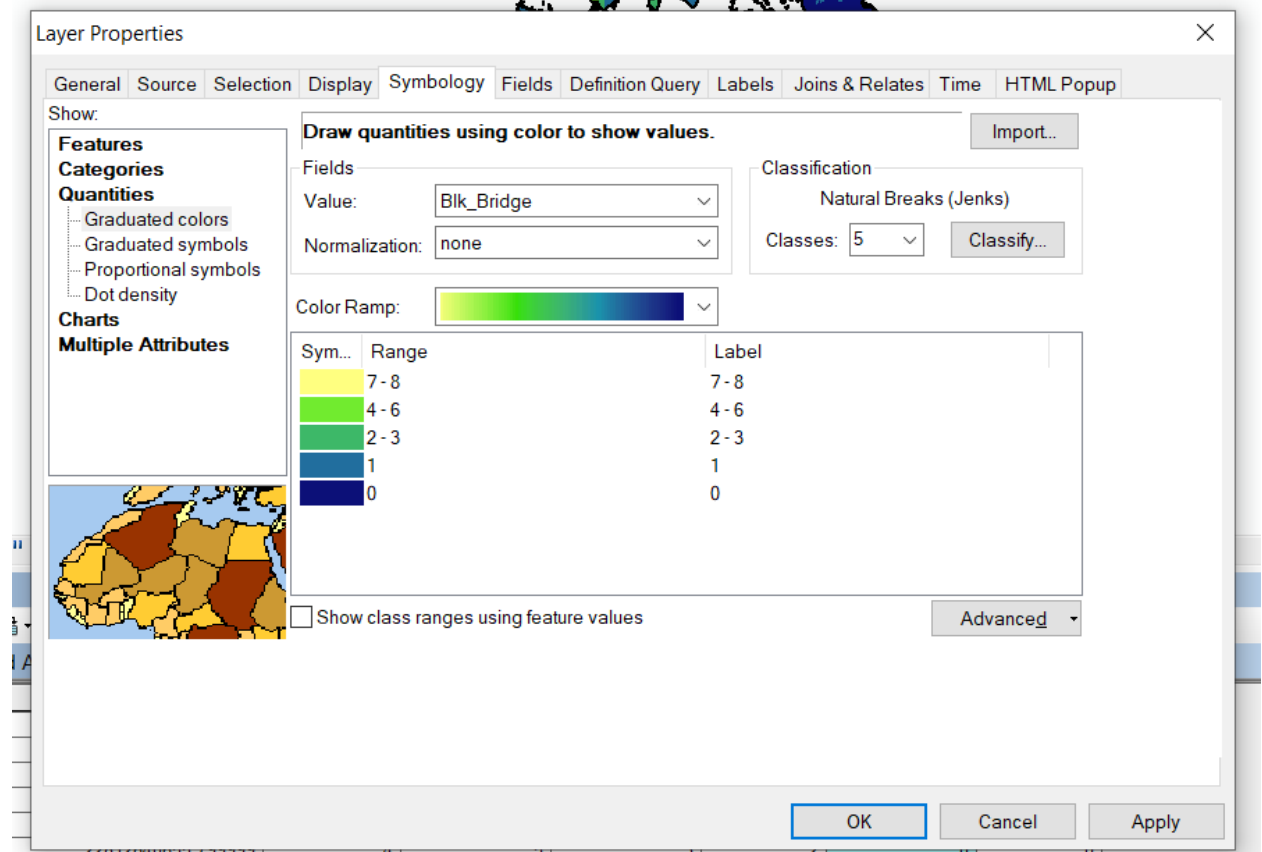 Layer Properties
General Source Selection Display Symbology Fields Definition Query Labels Joins & Relates Time HTML Popup
Show:
Features
Categories
Quantities
Graduated colors
Graduated symbols
Proportional symbols
Dot density
Charts
Multiple Attributes
Draw quantities using color to show values.
Import...
Fields
Value: Blk_Bridge
Normalization: none
Classification
Natural Breaks (Jenks)
Classes: 5 Classify...
Color Ramp:
Sym... Range Label
7 - 8 7 - 8
4 - 6 4 - 6
2 - 3 2 - 3
1 1
0 0
Show class ranges using feature values
Advanced
OK Cancel Apply